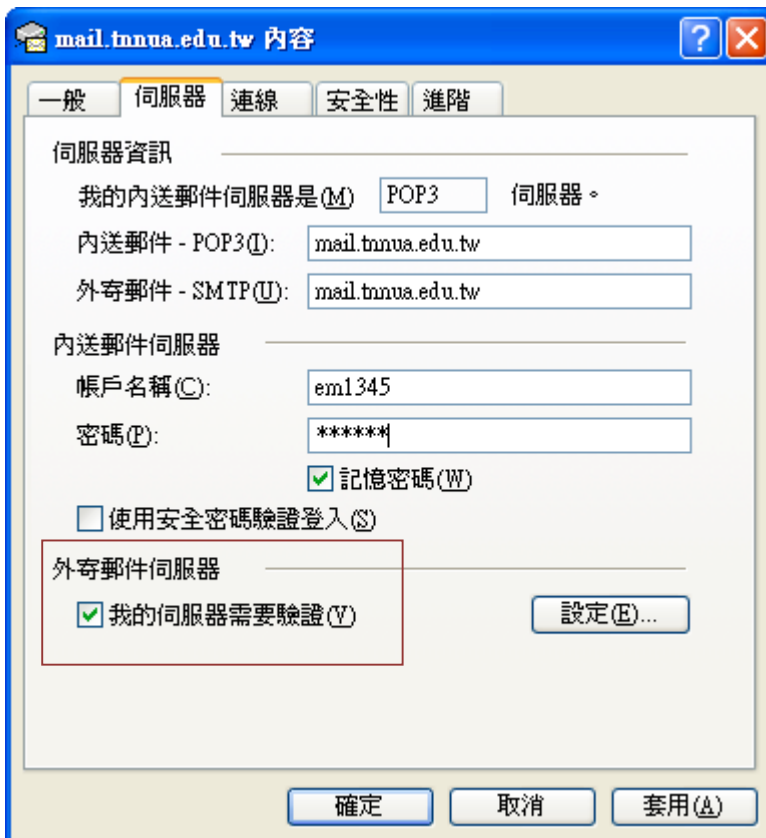 mail.tnnua.edu.tw 內容
一般 伺服器 連線 安全性 進階
伺服器資訊
我的內送郵件伺服器是(M) POP3 伺服器。
內送郵件 - POP3(I): mail.tnnua.edu.tw
外寄郵件 - SMTP(U): mail.tnnua.edu.tw
內送郵件伺服器
帳戶名稱(C): em1345
密碼(P): ******
記憶密碼(W)
使用安全密碼驗證登入(S)
外寄郵件伺服器
我的伺服器需要驗證(V) 設定(E)...
確定 取消 套用(A)